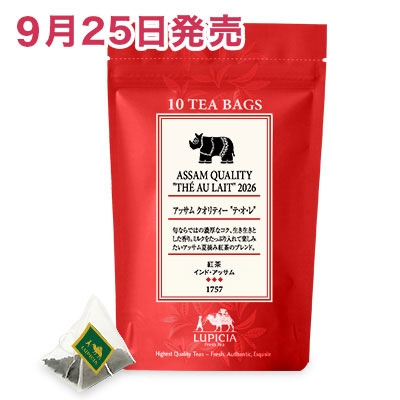 9月25日発売
10 TEA BAGS
ASSAM QUALITY
"THÉ AU LAIT" 2026
アッサム クオリティー "テ・オ・レ"
旬ならではの濃厚なコク、生き生きと
した香り。ミルクをたっぷり入れて楽しみ
たいアッサム夏摘み紅茶のブレンド。
紅茶
インド・アッサム
1757
LUPICIA
Fresh Tea
Highest Quality Teas – Fresh, Authentic, Exquisite